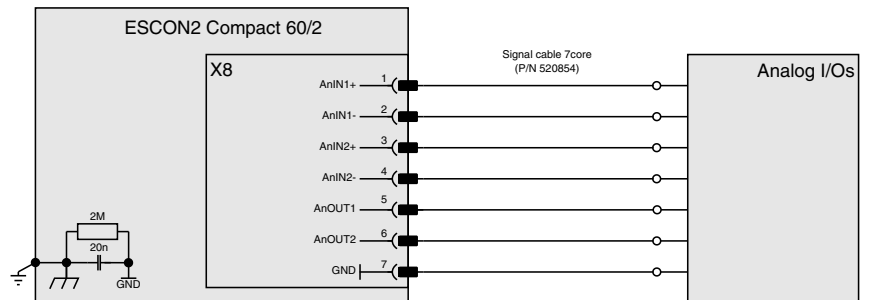 ESCON2 Compact 60/2
X8
Signal cable 7core
(P/N 520854)
Analog I/Os
AnIN1+ 1
AnIN1- 2
AnIN2+ 3
AnIN2- 4
AnOUT1 5
AnOUT2 6
GND 7
2M
20n
GND